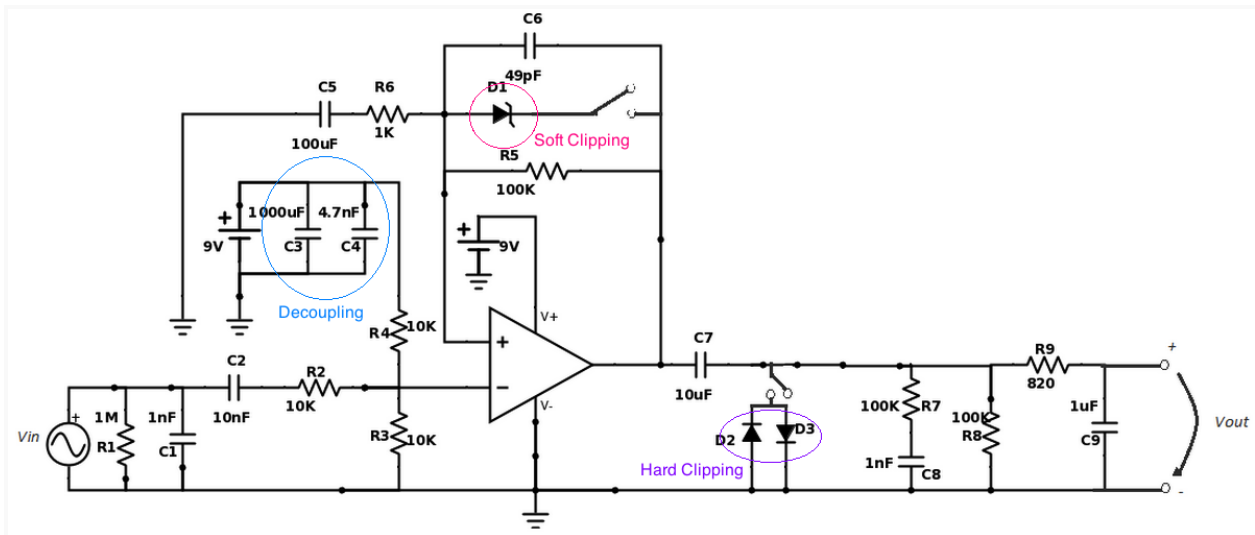 C6
49pF
D1
Soft Clipping
C5
100uF
R6
1K
R5
100K
1000uF
4.7nF
+
9V
C3
C4
Decoupling
+
9V
V+
+
−
V-
R4
10K
C2
10nF
R2
10K
R3
10K
Vin
+
1M
R1
1nF
C1
C7
10uF
D2
D3
Hard Clipping
100K
R7
1nF
C8
100K
R8
R9
820
1uF
C9
+
Vout
-